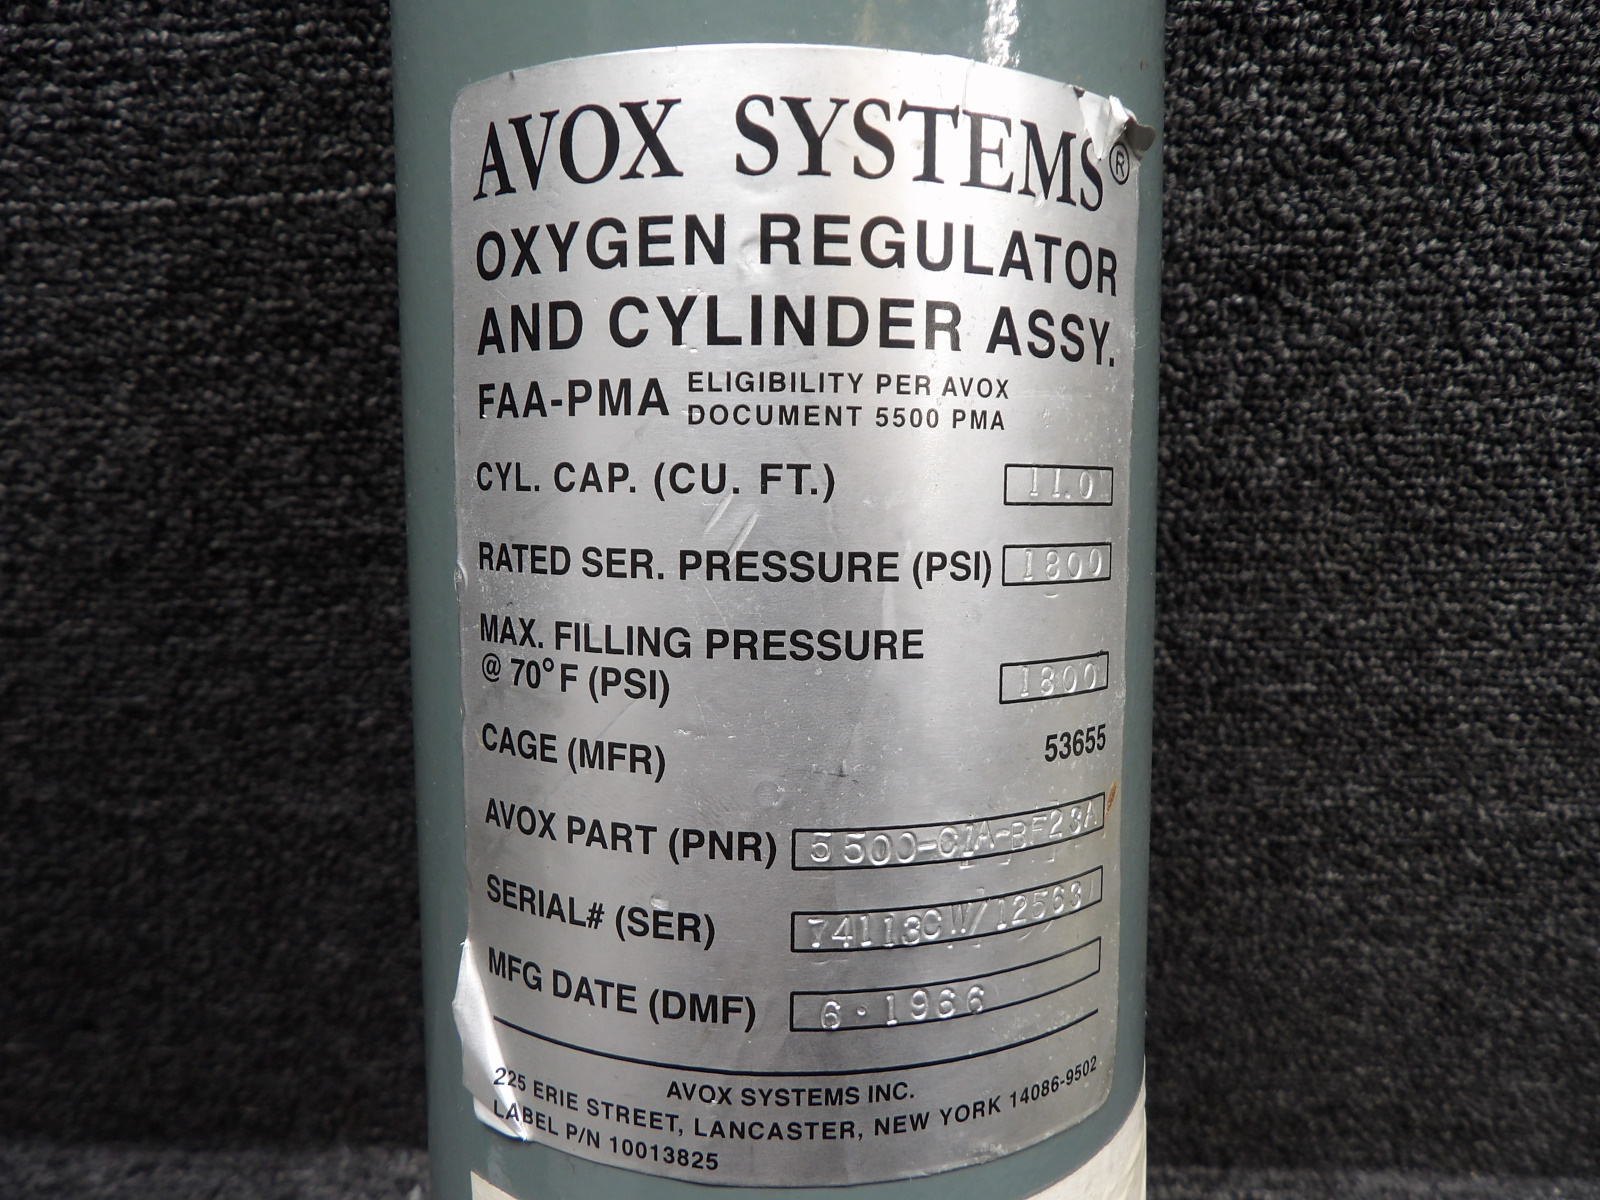 AVOX SYSTEMS®
OXYGEN REGULATOR
AND CYLINDER ASSY.
FAA-PMA ELIGIBILITY PER AVOX
DOCUMENT 5500 PMA
CYL. CAP. (CU. FT.) 11.0
RATED SER. PRESSURE (PSI) 1800
MAX. FILLING PRESSURE
@ 70°F (PSI) 1800
CAGE (MFR) 53655
AVOX PART (PNR) 5500-C1A-BF23A
SERIAL# (SER) 74113CW/125631
MFG DATE (DMF)
AVOX SYSTEMS INC.
225 ERIE STREET, LANCASTER, NEW YORK 14086-9502
LABEL P/N 10013825